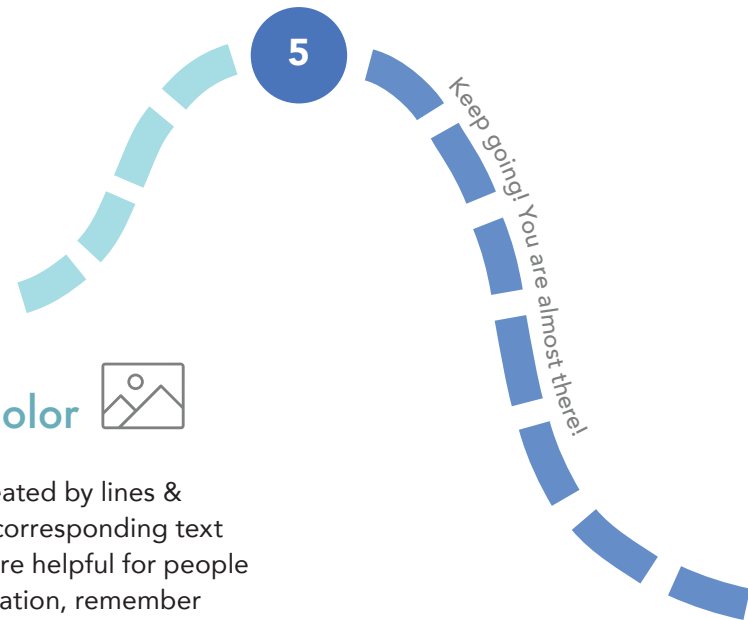 5
Keep going! You are almost there!
olor
eated by lines &
corresponding text
re helpful for people
ation, remember